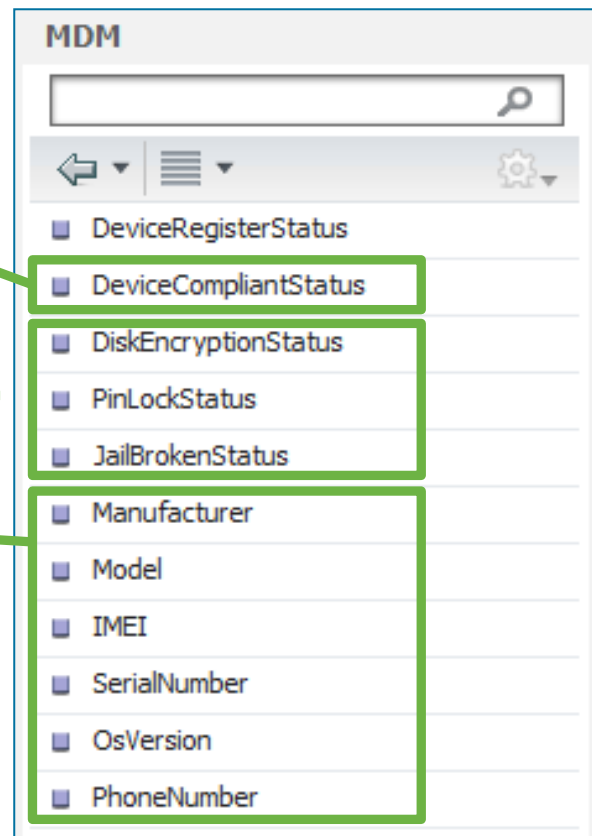 MDM
DeviceRegisterStatus
DeviceCompliantStatus
DiskEncryptionStatus
PinLockStatus
JailBrokenStatus
Manufacturer
Model
IMEI
SerialNumber
OsVersion
PhoneNumber